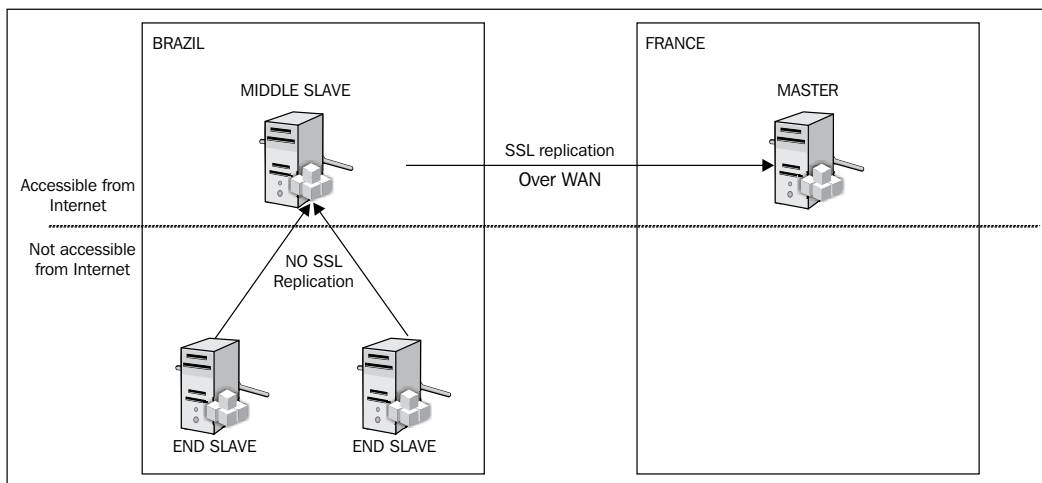 BRAZIL
FRANCE
MIDDLE SLAVE
MASTER
SSL replication
Over WAN
Accessible from
Internet
Not accessible
from Internet
NO SSL
Replication
END SLAVE
END SLAVE